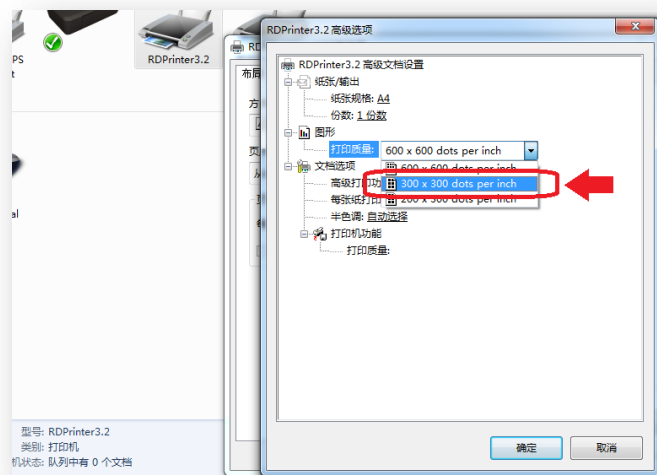 PS
t
RDPrinter3.2
al
型号: RDPrinter3.2
类别: 打印机
机状态: 队列中有 0 个文档
RD
布局
方
页
从
RDPrinter3.2 高级选项
RDPrinter3.2 高级文档设置
纸张/输出
纸张规格: A4
份数: 1 份数
图形
打印质量: 600 x 600 dots per inch
文档选项 600 x 600 dots per inch
高级打印功 300 x 300 dots per inch
每张纸打印 200 x 300 dots per inch
半色调: 自动选择
打印机功能
打印质量:
确定 取消